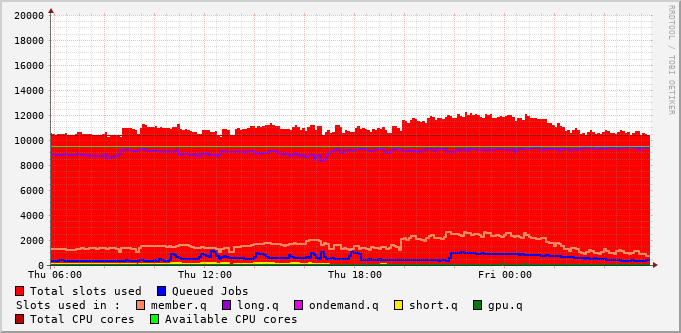 20000
18000
16000
14000
12000
10000
8000
6000
4000
2000
0
Thu 06:00 Thu 12:00 Thu 18:00 Fri 00:00
RRDTOOL / TOBI OETIKER
Total slots used Queued Jobs
Slots used in : member.q long.q ondemand.q short.q gpu.q
Total CPU cores Available CPU cores